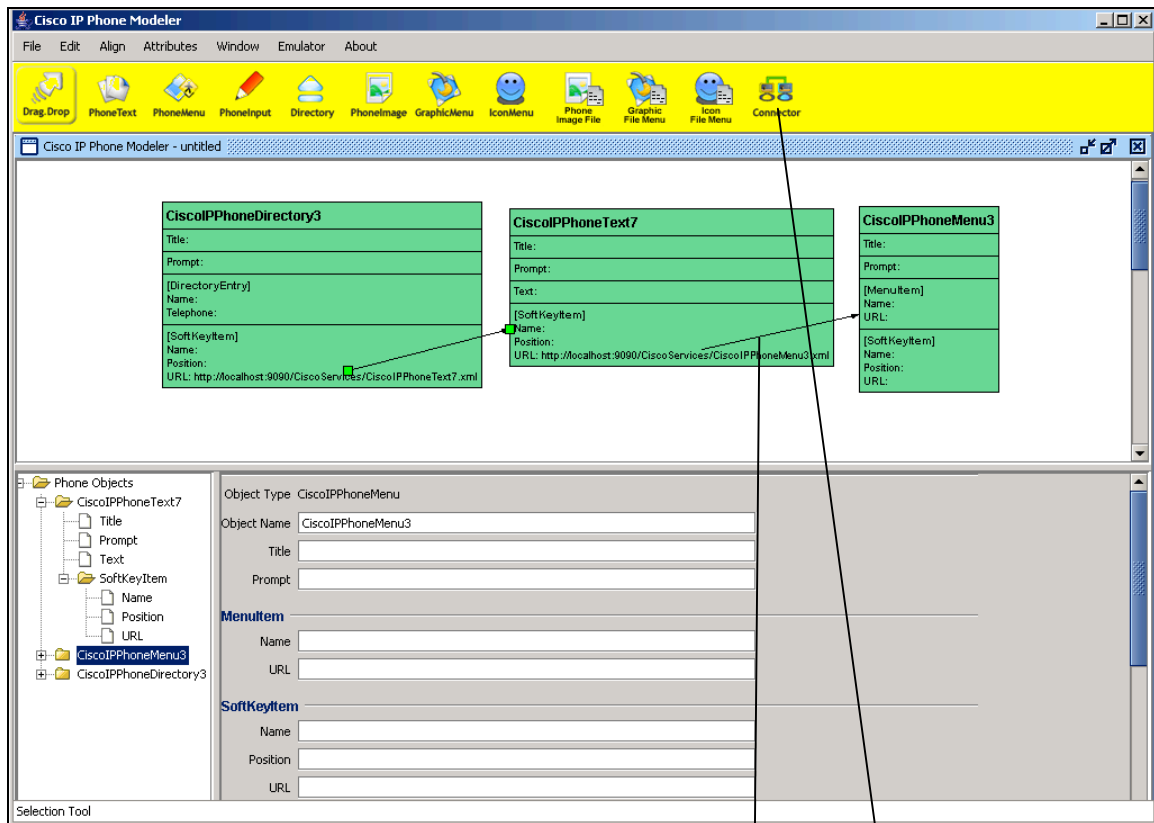 Cisco IP Phone Modeler
File Edit Align Attributes Window Emulator About
Drag.Drop PhoneText PhoneMenu PhoneInput Directory PhoneImage GraphicMenu IconMenu Phone Image File Graphic File Menu Icon File Menu Connector
Cisco IP Phone Modeler - untitled
CiscoIPPhoneDirectory3
Title:
Prompt:
[DirectoryEntry]
Name:
Telephone:
[SoftKeyItem]
Name:
Position:
URL: http://localhost:9090/CiscoServices/CiscoIPPhoneText7.xml
CiscoIPPhoneText7
Title:
Prompt:
Text:
[SoftKeyItem]
Name:
Position:
URL: http://localhost:9090/CiscoServices/CiscoIPPhoneMenu3.xml
CiscoIPPhoneMenu3
Title:
Prompt:
[MenuItem]
Name:
URL:
[SoftKeyItem]
Name:
Position:
URL:
Phone Objects
CiscoIPPhoneText7
Title
Prompt
Text
SoftKeyItem
Name
Position
URL
CiscoIPPhoneMenu3
CiscoIPPhoneDirectory3
Object Type CiscoIPPhoneMenu
Object Name CiscoIPPhoneMenu3
Title
Prompt
MenuItem
Name
URL
SoftKeyItem
Name
Position
URL
Selection Tool